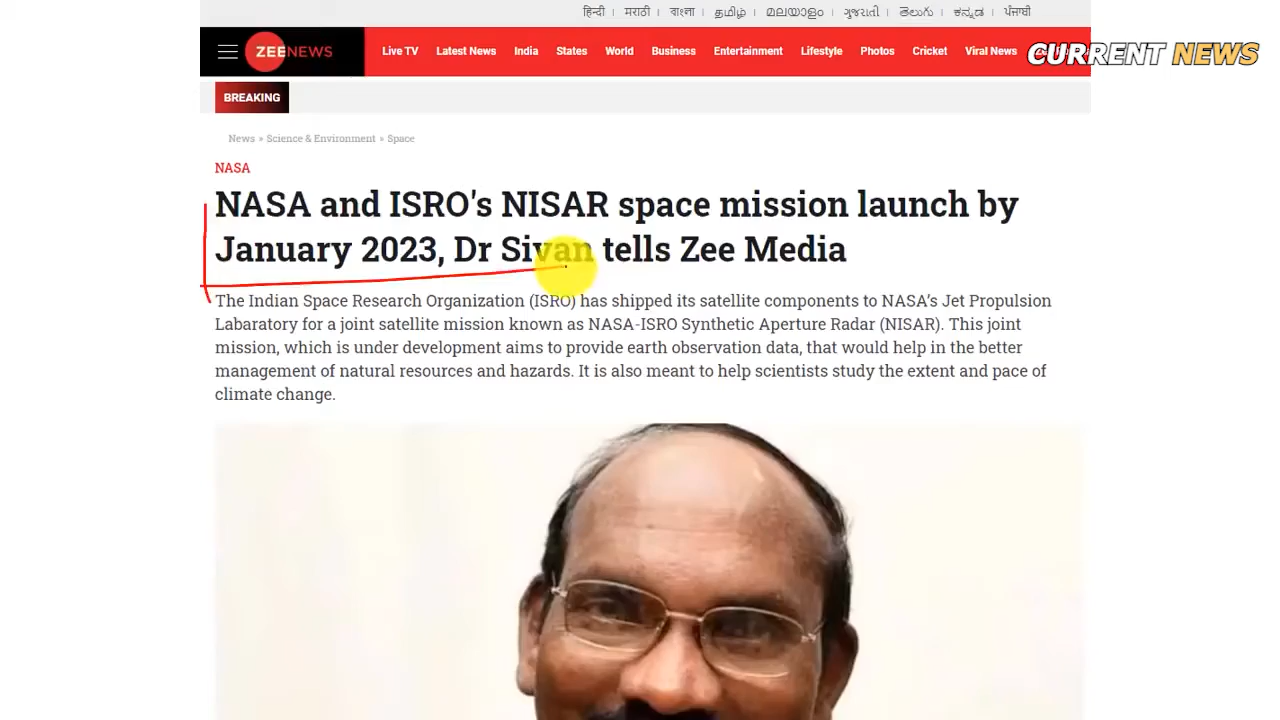 हिन्दी मराठी বাংলা தமிழ் മലയാളം ગુજરાતી తెలుగు ಕನ್ನಡ ਪੰਜਾਬੀ
ZEENEWS Live TV Latest News India States World Business Entertainment Lifestyle Photos Cricket Viral News
CURRENT NEWS
BREAKING
News » Science & Environment » Space
NASA
NASA and ISRO's NISAR space mission launch by
January 2023, Dr Sivan tells Zee Media
The Indian Space Research Organization (ISRO) has shipped its satellite components to NASA's Jet Propulsion
Labaratory for a joint satellite mission known as NASA-ISRO Synthetic Aperture Radar (NISAR). This joint
mission, which is under development aims to provide earth observation data, that would help in the better
management of natural resources and hazards. It is also meant to help scientists study the extent and pace of
climate change.